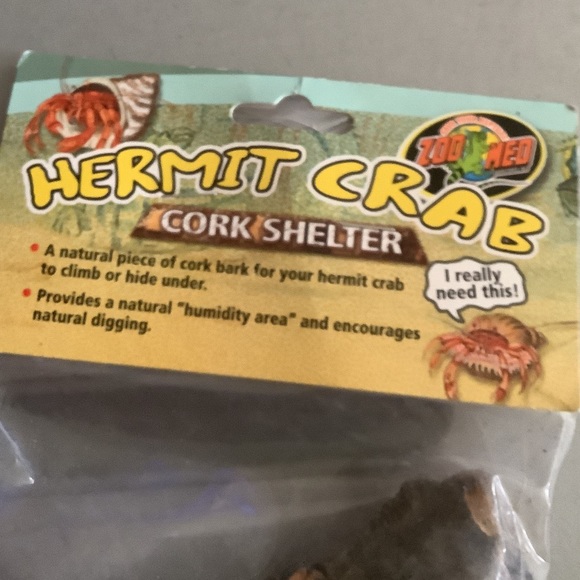 ZOO MED
HERMIT CRAB
CORK SHELTER
• A natural piece of cork bark for your hermit crab
to climb or hide under.
• Provides a natural "humidity area" and encourages
natural digging.
I really
need this!